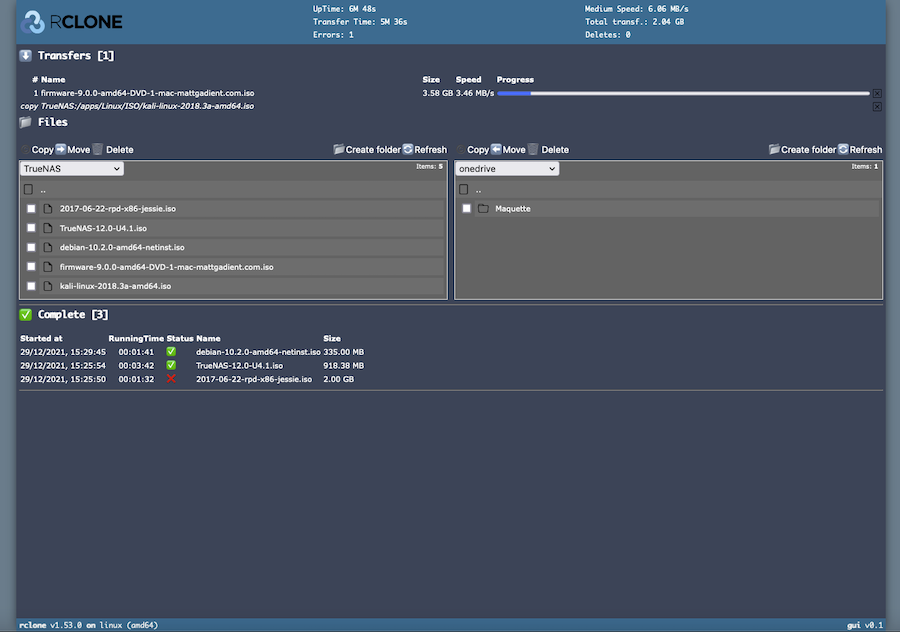 RCLONE
UpTime: 6M 48s
Transfer Time: 5M 36s
Errors: 1
Medium Speed: 6.06 MB/s
Total transf.: 2.04 GB
Deletes: 0
Transfers [1]
# Name Size Speed Progress
1 firmware-9.0.0-amd64-DVD-1-mac-mattgadient.com.iso 3.58 GB 3.46 MB/s
copy TrueNAS:/apps/Linux/ISO/kali-linux-2018.3a-amd64.iso
Files
Copy Move Delete Create folder Refresh
TrueNAS Items: 5
..
2017-06-22-rpd-x86-jessie.iso
TrueNAS-12.0-U4.1.iso
debian-10.2.0-amd64-netinst.iso
firmware-9.0.0-amd64-DVD-1-mac-mattgadient.com.iso
kali-linux-2018.3a-amd64.iso
Copy Move Delete Create folder Refresh
onedrive Items: 1
..
Maquette
Complete [3]
Started at RunningTime Status Name Size
29/12/2021, 15:29:45 00:01:41 debian-10.2.0-amd64-netinst.iso 335.00 MB
29/12/2021, 15:25:54 00:03:42 TrueNAS-12.0-U4.1.iso 918.38 MB
29/12/2021, 15:25:50 00:01:32 2017-06-22-rpd-x86-jessie.iso 2.00 GB
rclone v1.53.0 on linux (amd64) gui v0.1